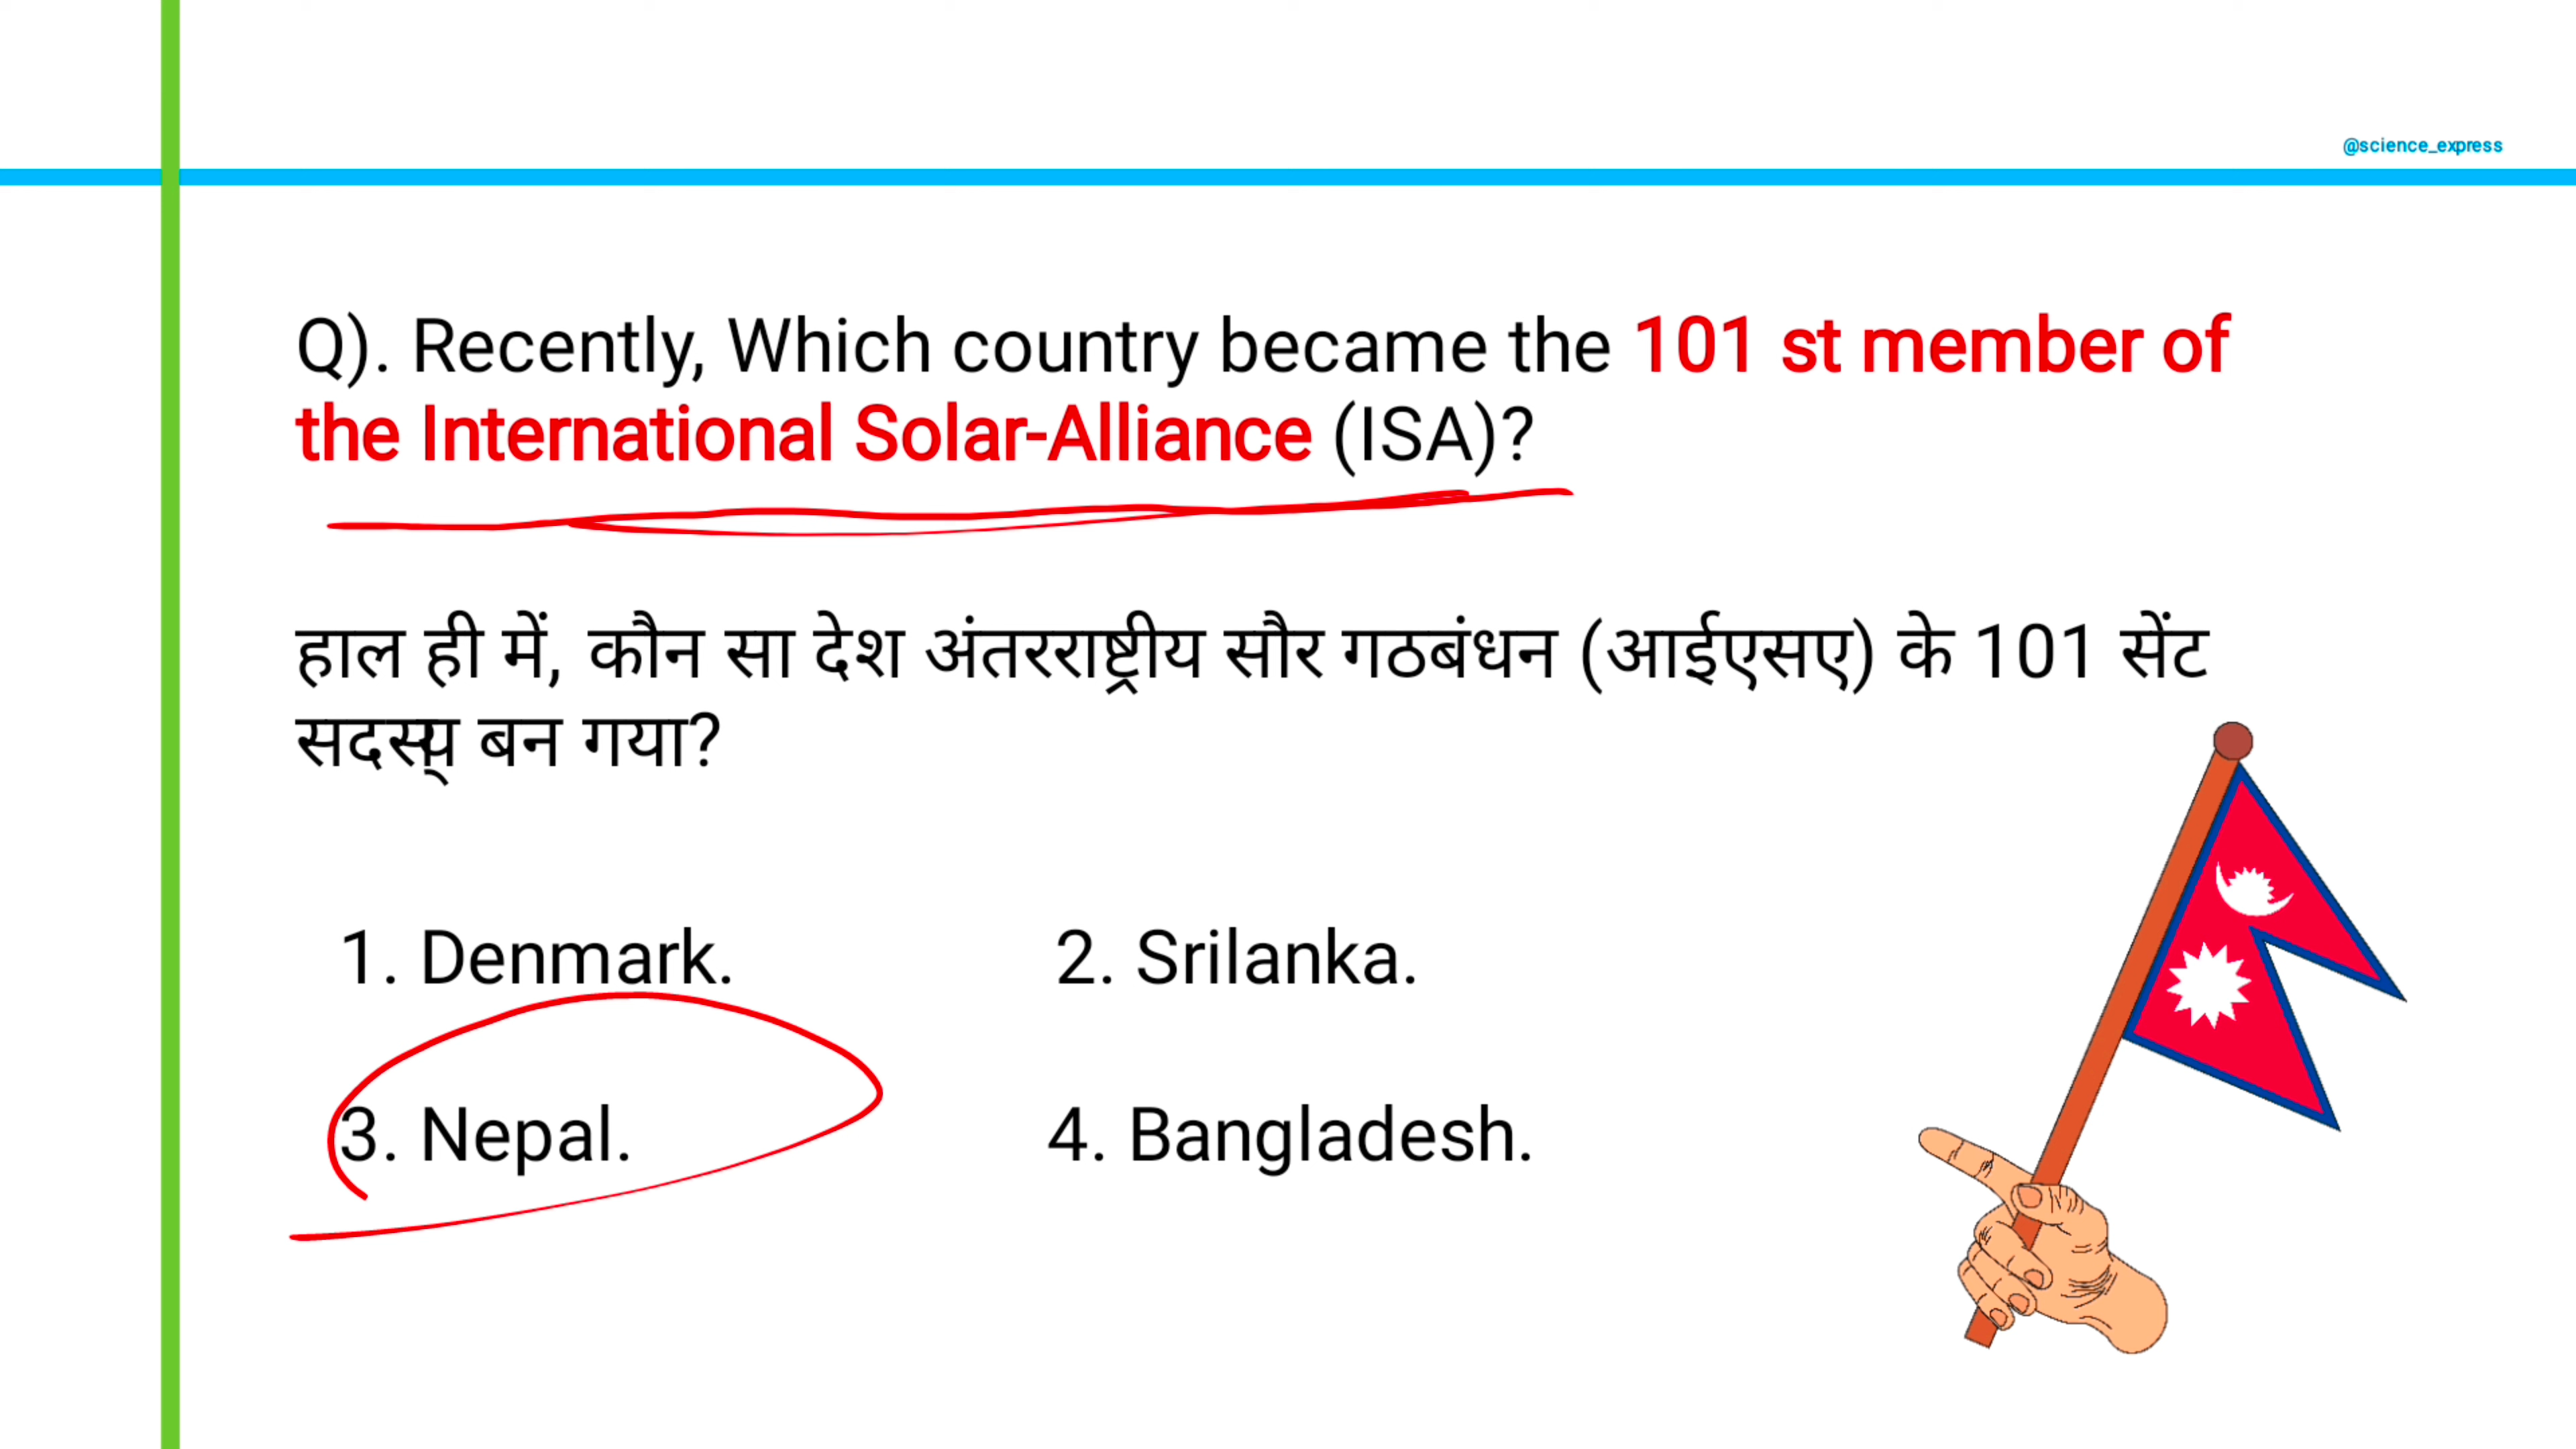 @science_express
Q). Recently, Which country became the 101 st member of
the International Solar-Alliance (ISA)?
हाल ही में, कौन सा देश अंतरराष्ट्रीय सौर गठबंधन (आईएसए) के 101 सेंट
सदस्य् बन गया?
1. Denmark. 2. Srilanka.
3. Nepal. 4. Bangladesh.